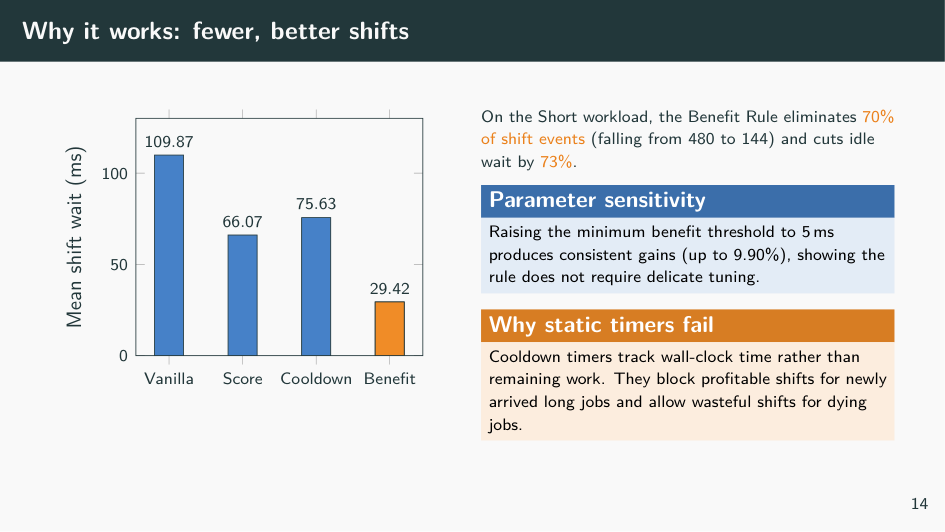 Why it works: fewer, better shifts
Mean shift wait (ms)
100
50
0
109.87
66.07
75.63
29.42
Vanilla
Score
Cooldown
Benefit
On the Short workload, the Benefit Rule eliminates 70%
of shift events (falling from 480 to 144) and cuts idle
wait by 73%.
Parameter sensitivity
Raising the minimum benefit threshold to 5 ms
produces consistent gains (up to 9.90%), showing the
rule does not require delicate tuning.
Why static timers fail
Cooldown timers track wall-clock time rather than
remaining work. They block profitable shifts for newly
arrived long jobs and allow wasteful shifts for dying
jobs.
14